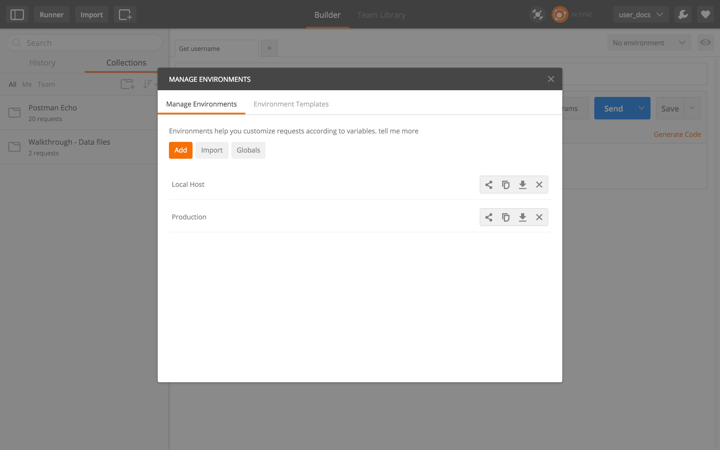 Runner
Import
Builder
Team Library
IN SYNC
user_docs
Search
History
Collections
All
Me
Team
Postman Echo
20 requests
Walkthrough - Data files
2 requests
Get username
No environment
Send
Save
Generate Code
MANAGE ENVIRONMENTS
Manage Environments
Environment Templates
Environments help you customize requests according to variables. tell me more
Add
Import
Globals
Local Host
Production